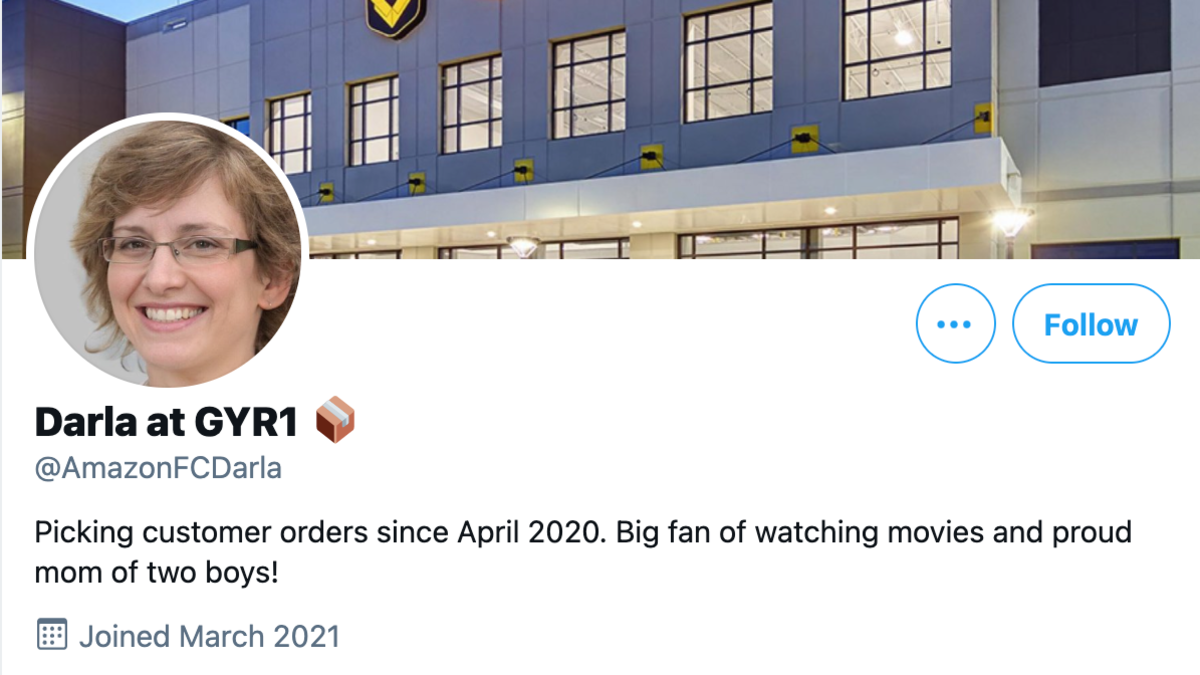 Darla at GYR1 📦
@AmazonFCDarla
Picking customer orders since April 2020. Big fan of watching movies and proud
mom of two boys!
Joined March 2021
Follow